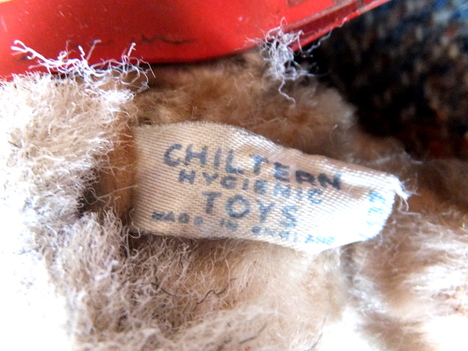 CHILTERN
HYGIENIC
TOYS
MADE IN ENGLAND